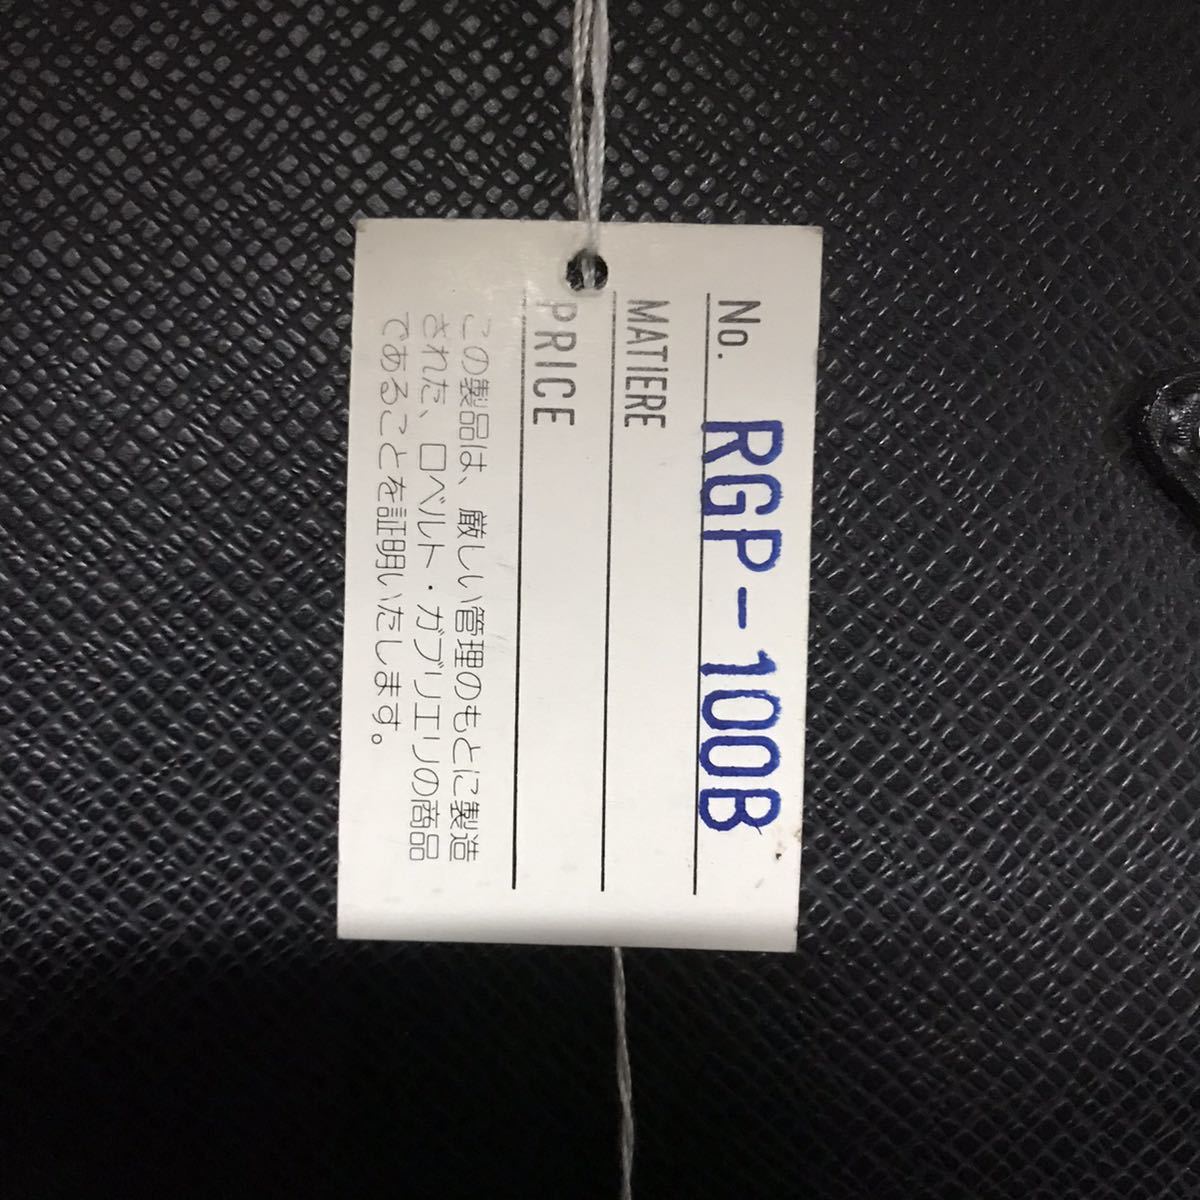 No. RGP-100B
MATIERE
PRICE
この製品は、厳しい管理のもとに製造
された、ロベルト・ガブリエリの商品
であることを証明いたします。